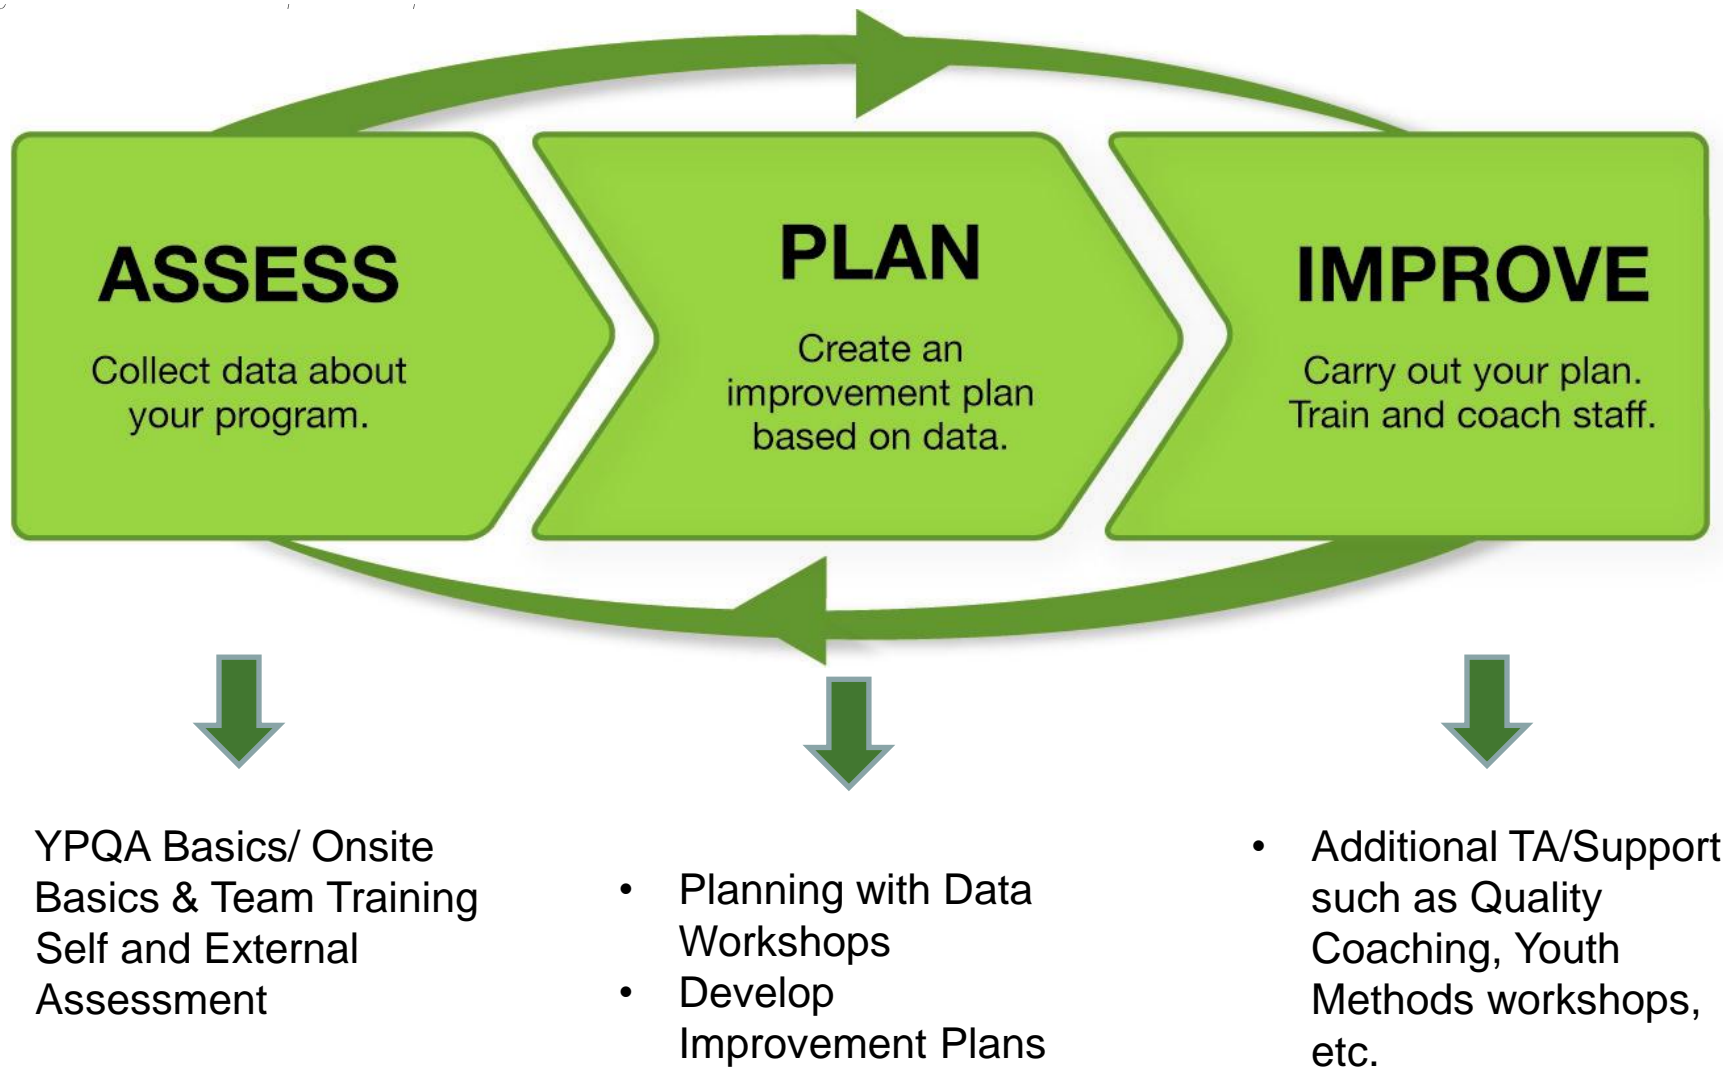 ASSESS
Collect data about
your program.
PLAN
Create an
improvement plan
based on data.
IMPROVE
Carry out your plan.
Train and coach staff.
YPQA Basics/ Onsite
Basics & Team Training
Self and External
Assessment
• Planning with Data
Workshops
• Develop
Improvement Plans
• Additional TA/Support
such as Quality
Coaching, Youth
Methods workshops,
etc.